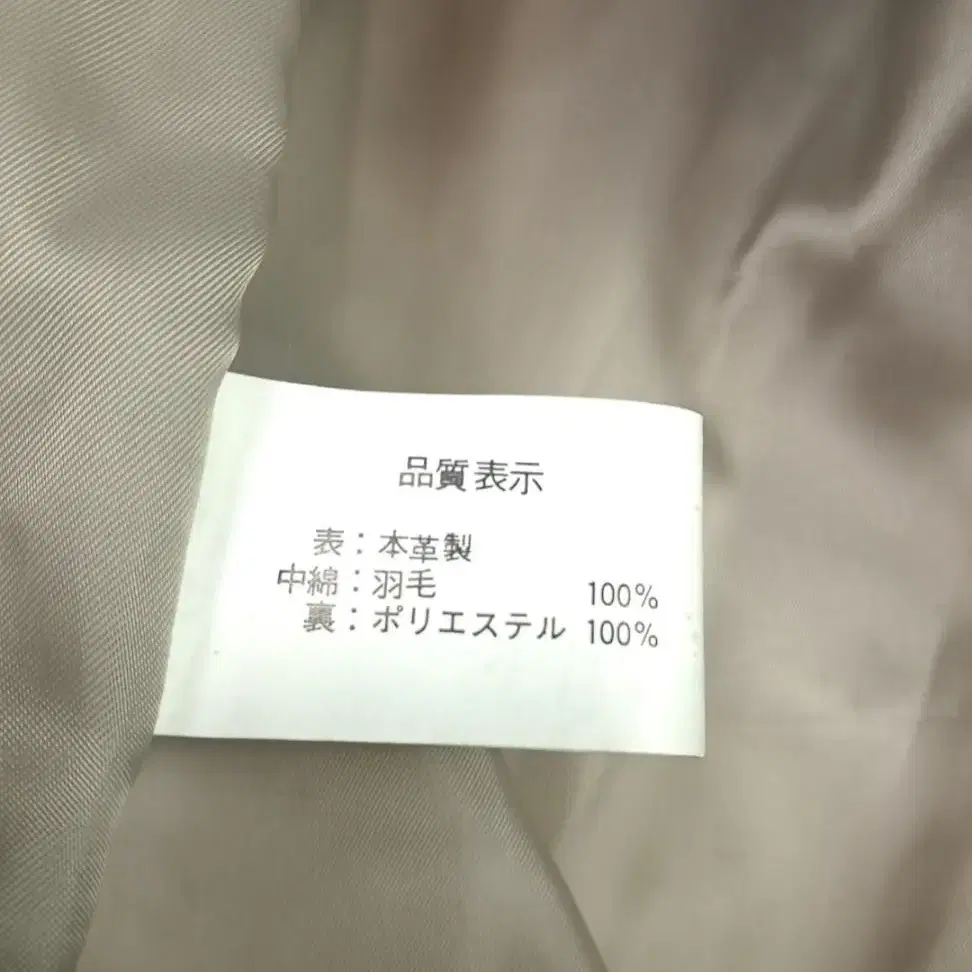 品質表示
表：本革製
中綿：羽毛 100%
裏：ポリエステル 100%